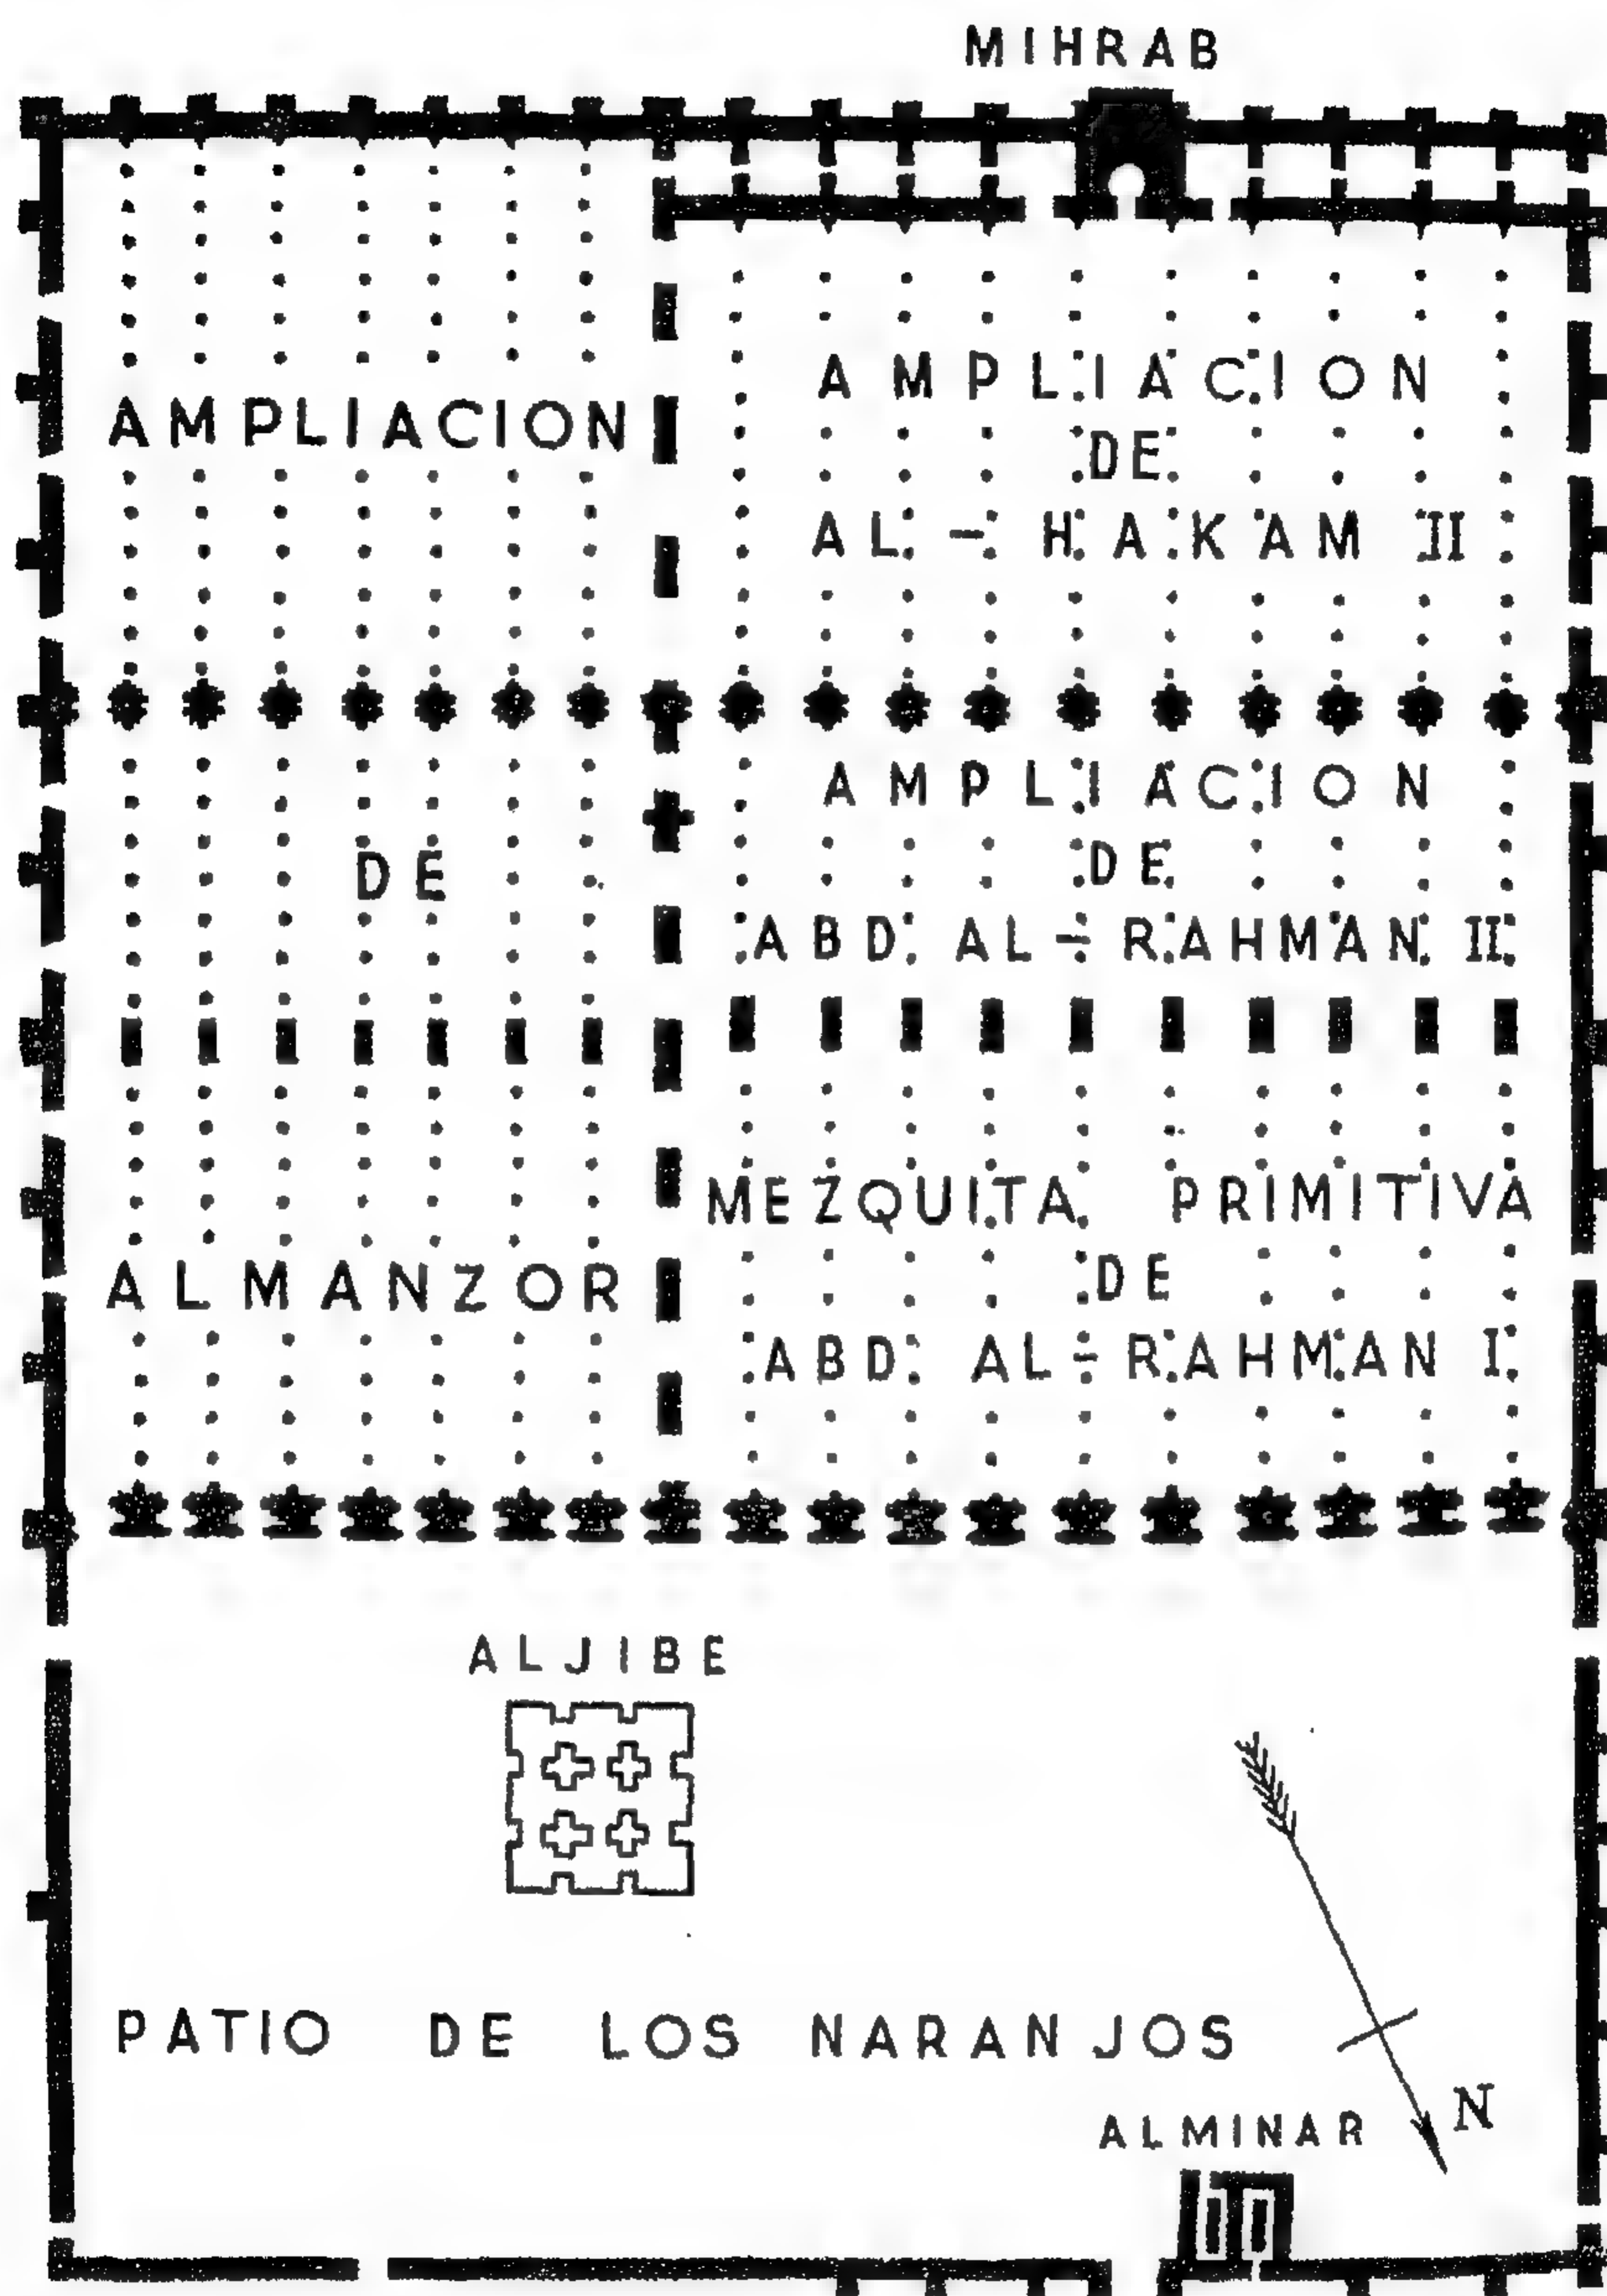 MIHRAB
AMPLIACION
DE
ALMANZOR
AMPLIACION
DE
AL-HAKAM II
AMPLIACION
DE
ABD AL-RAHMAN II
MEZQUITA PRIMITIVA
DE
ABD AL-RAHMAN I
ALJIBE
PATIO DE LOS NARANJOS
N
ALMINAR